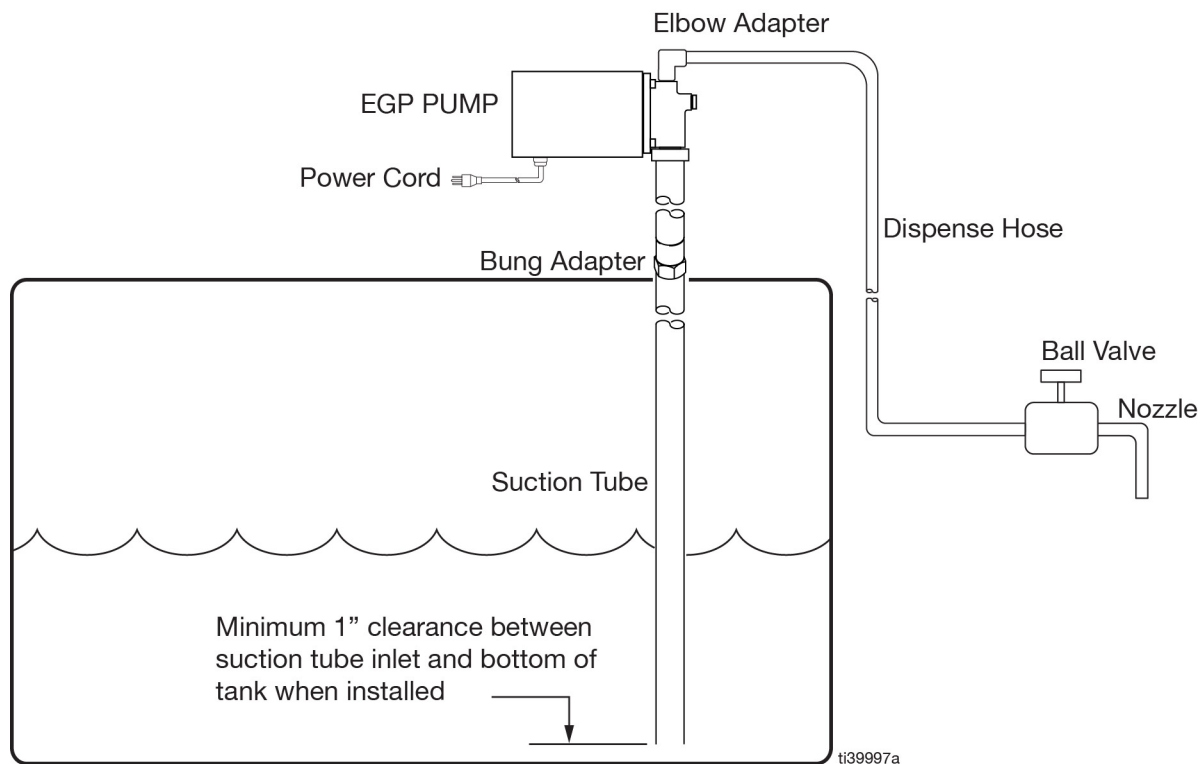 Elbow Adapter
EGP PUMP
Power Cord
Dispense Hose
Bung Adapter
Ball Valve
Nozzle
Suction Tube
Minimum 1” clearance between
suction tube inlet and bottom of
tank when installed
ti39997a